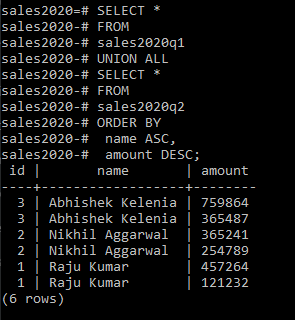 sales2020=# SELECT *
sales2020-# FROM
sales2020-# sales2020q1
sales2020-# UNION ALL
sales2020-# SELECT *
sales2020-# FROM
sales2020-# sales2020q2
sales2020-# ORDER BY
sales2020-#  name ASC,
sales2020-#  amount DESC;
 id |       name       | amount
----+------------------+--------
  3 | Abhishek Kelenia | 759864
  3 | Abhishek Kelenia | 365487
  2 | Nikhil Aggarwal  | 365241
  2 | Nikhil Aggarwal  | 254789
  1 | Raju Kumar       | 457264
  1 | Raju Kumar       | 121232
(6 rows)